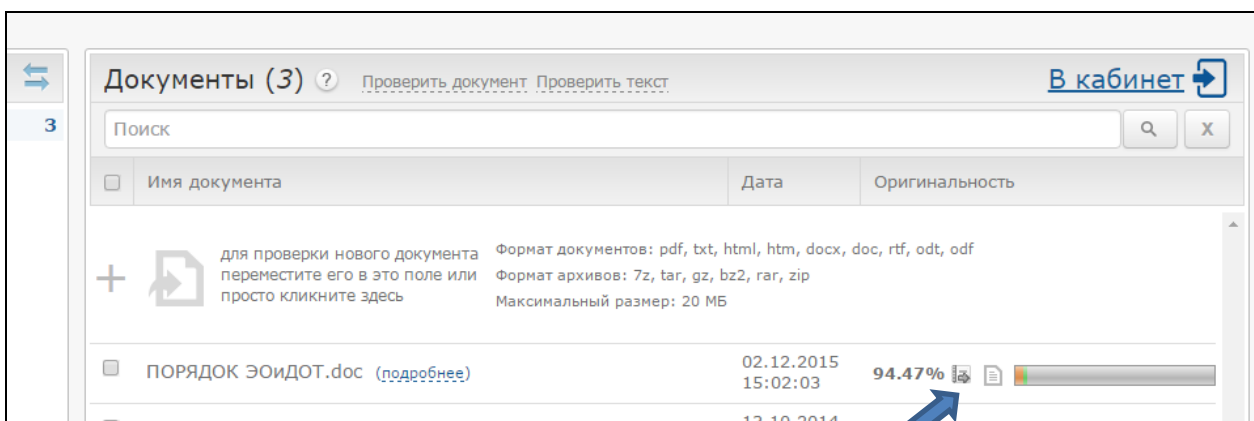 Документы (3) ? Проверить документ Проверить текст В кабинет
3
Поиск X
Имя документа Дата Оригинальность
для проверки нового документа
переместите его в это поле или
просто кликните здесь
Формат документов: pdf, txt, html, htm, docx, doc, rtf, odt, odf
Формат архивов: 7z, tar, gz, bz2, rar, zip
Максимальный размер: 20 МБ
ПОРЯДОК ЭОиДОТ.doc (подробнее) 02.12.2015
15:02:03 94.47%